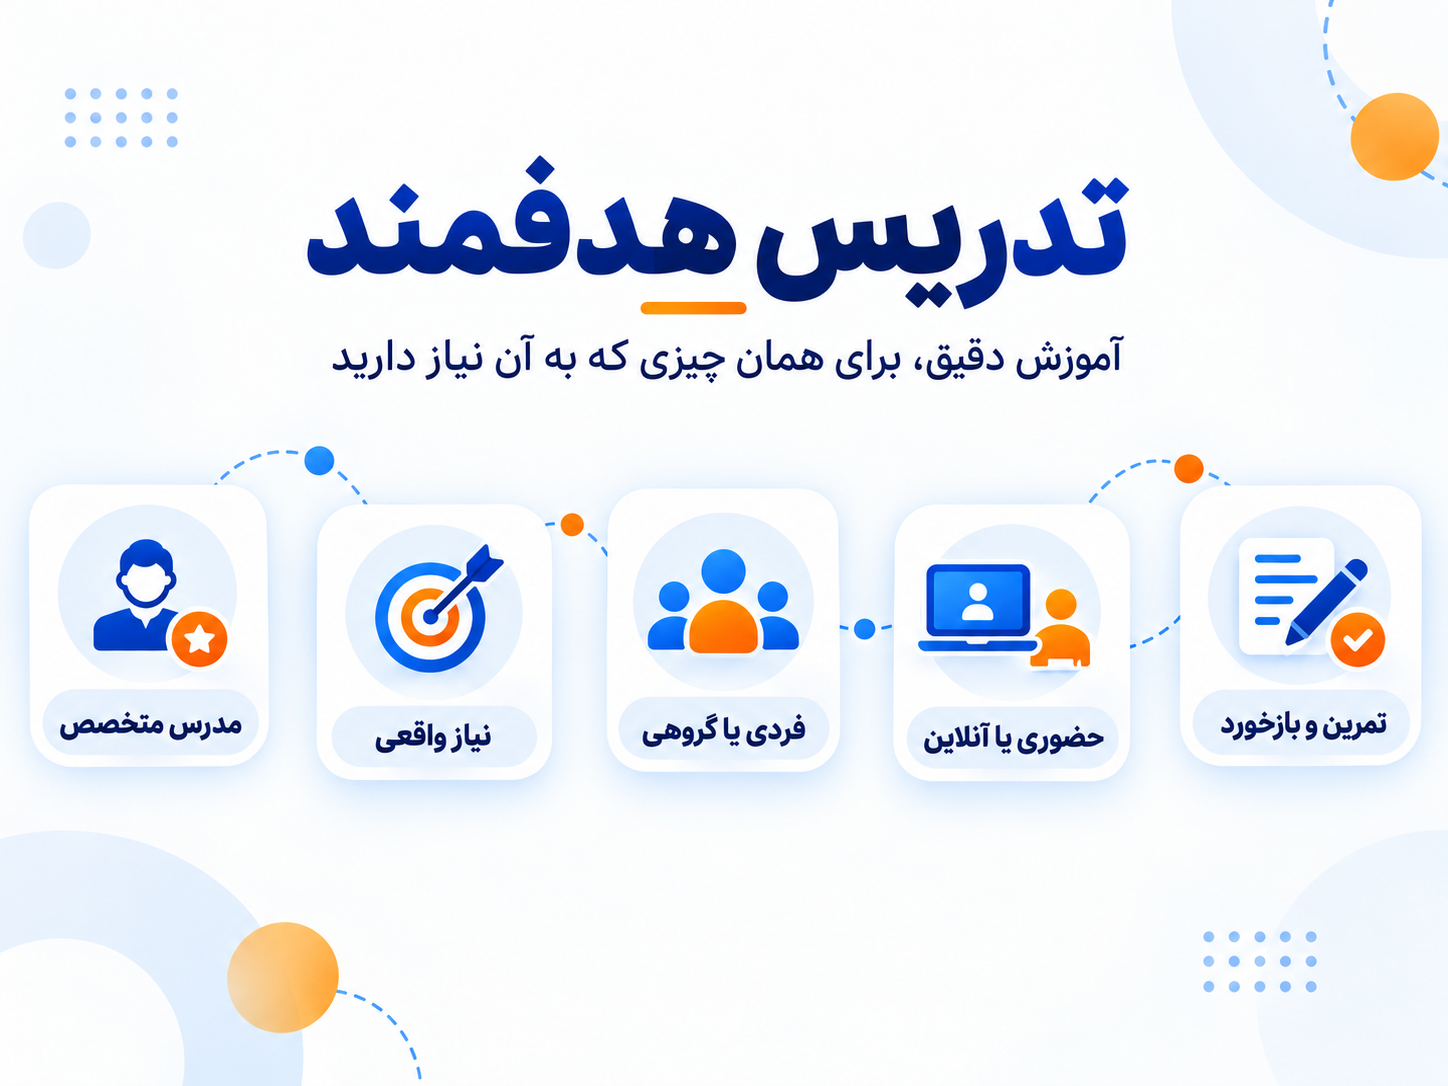 تدریس هدفمند
آموزش دقیق، برای همان چیزی که به آن نیاز دارید
تمرین و بازخورد
حضوری یا آنلاین
فردی یا گروهی
نیاز واقعی
مدرس متخصص